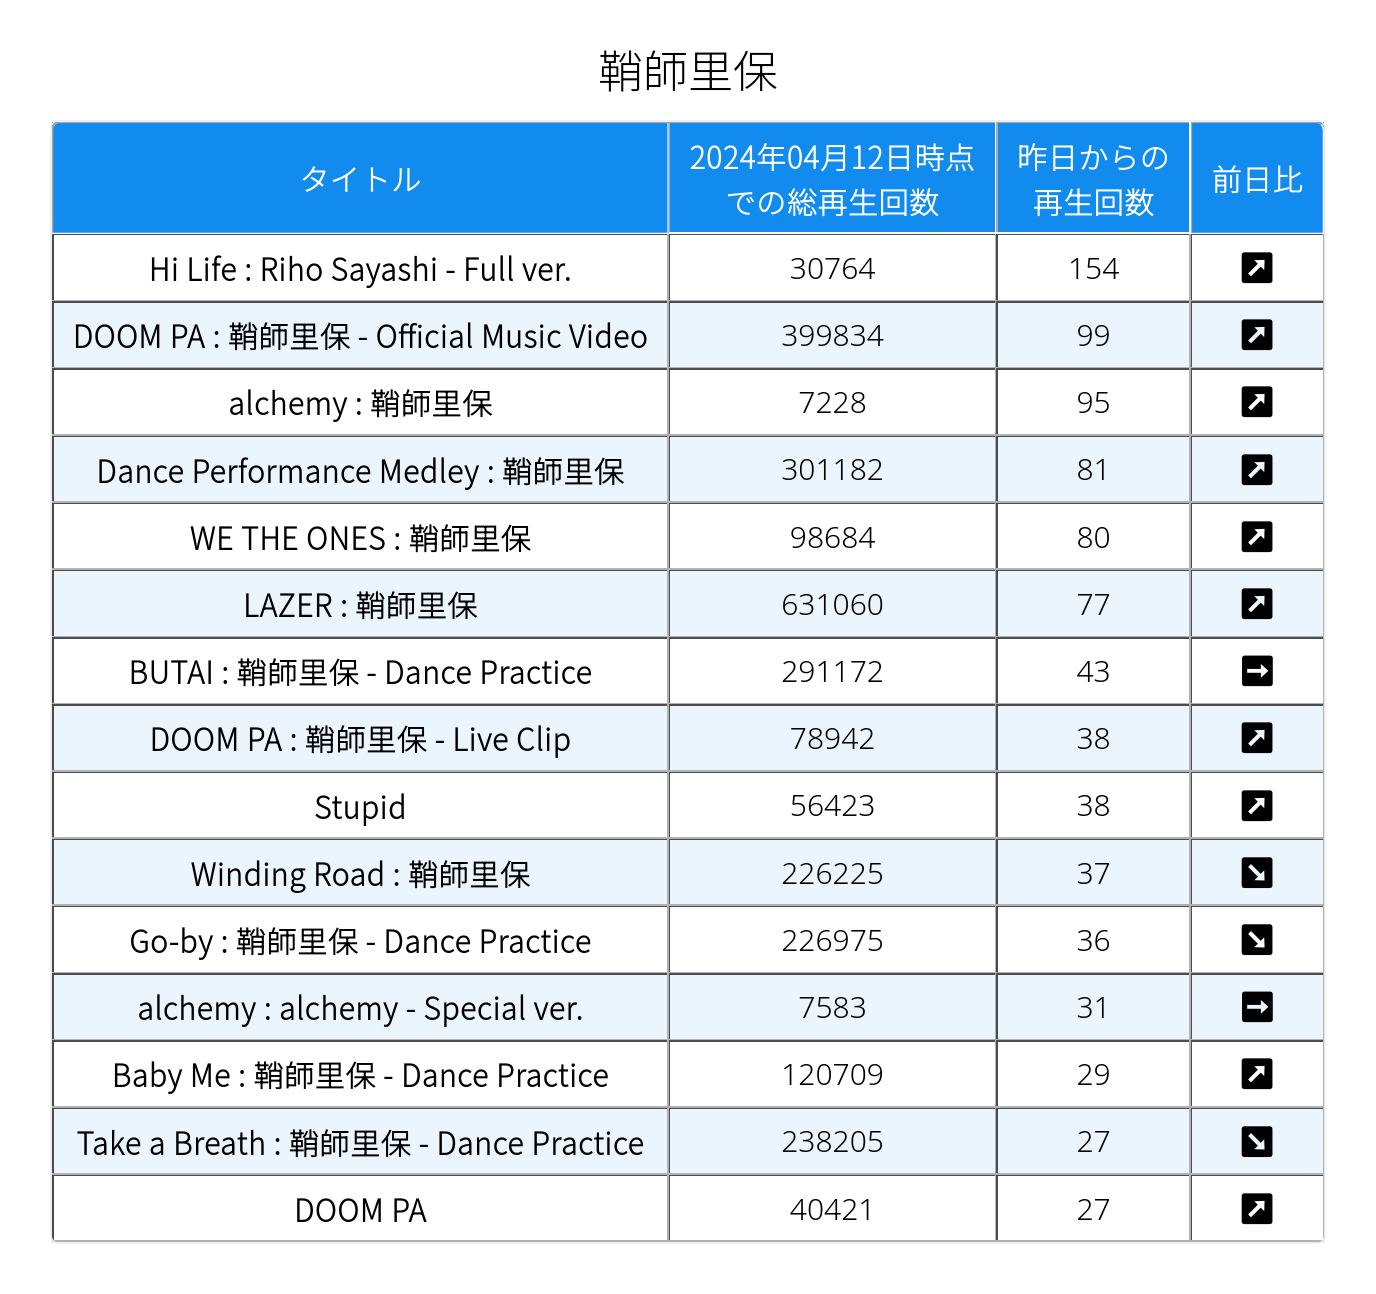 鞘師里保
タイトル 2024年04月12日時点での総再生回数 昨日からの再生回数 前日比
Hi Life : Riho Sayashi - Full ver. 30764 154 ↗
DOOM PA : 鞘師里保 - Official Music Video 399834 99 ↗
alchemy : 鞘師里保 7228 95 ↗
Dance Performance Medley : 鞘師里保 301182 81 ↗
WE THE ONES : 鞘師里保 98684 80 ↗
LAZER : 鞘師里保 631060 77 ↗
BUTAI : 鞘師里保 - Dance Practice 291172 43 →
DOOM PA : 鞘師里保 - Live Clip 78942 38 ↗
Stupid 56423 38 ↗
Winding Road : 鞘師里保 226225 37 ↘
Go-by : 鞘師里保 - Dance Practice 226975 36 ↘
alchemy : alchemy - Special ver. 7583 31 →
Baby Me : 鞘師里保 - Dance Practice 120709 29 ↗
Take a Breath : 鞘師里保 - Dance Practice 238205 27 ↘
DOOM PA 40421 27 ↗